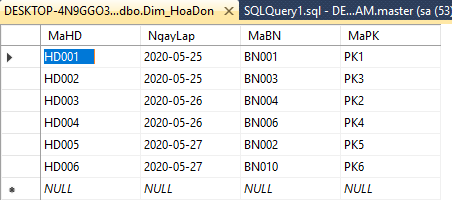 DESKTOP-4N9GGO3...dbo.Dim_HoaDon SQLQuery1.sql - DE...AM.master (sa (53)
MaHD NqayLap MaBN MaPK
HD001 2020-05-25 BN001 PK1
HD002 2020-05-25 BN003 PK3
HD003 2020-05-26 BN004 PK2
HD004 2020-05-26 BN006 PK4
HD005 2020-05-27 BN002 PK5
HD006 2020-05-27 BN010 PK6
NULL NULL NULL NULL